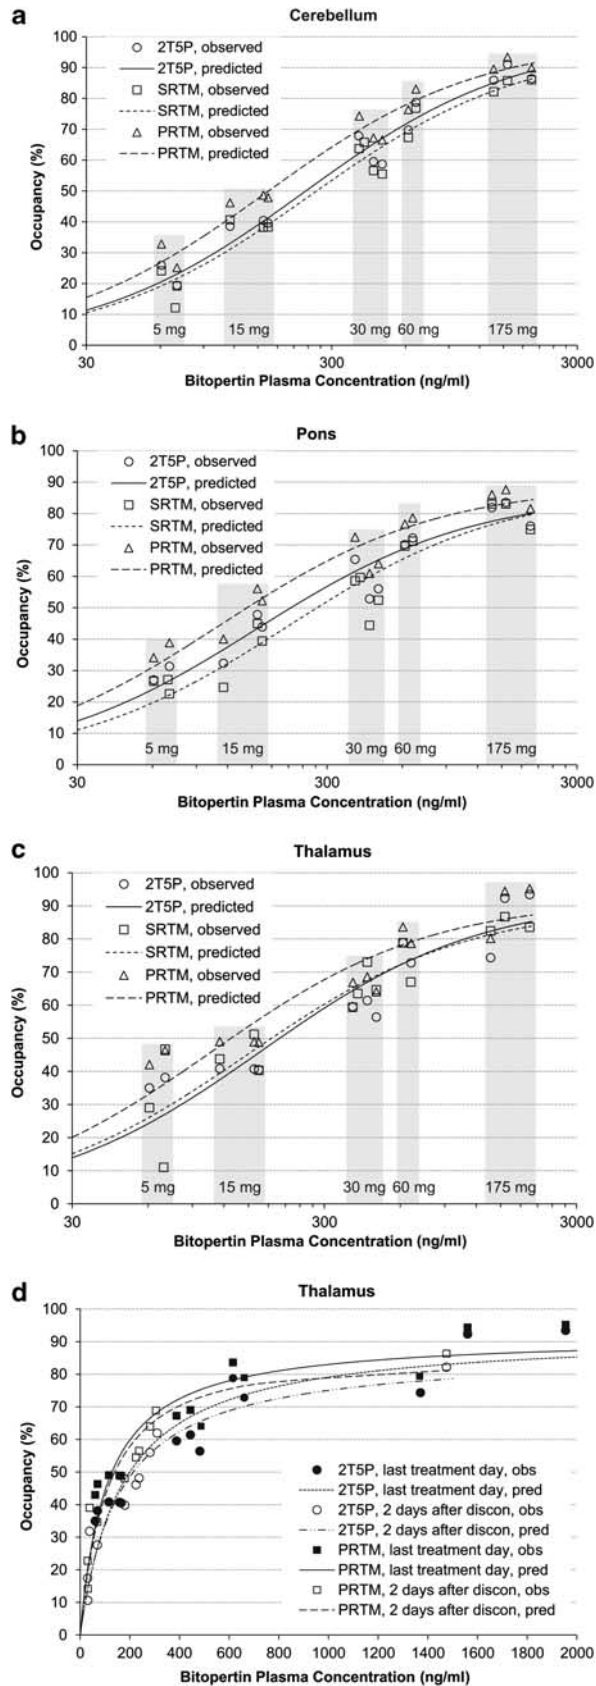 a
Cerebellum
100
90
80
70
60
50
40
30
20
10
0
Occupancy (%)
2T5P, observed
2T5P, predicted
SRTM, observed
SRTM, predicted
PRTM, observed
PRTM, predicted
5 mg 15 mg 30 mg 60 mg 175 mg
30 300 3000
Bitopertin Plasma Concentration (ng/ml)
b
Pons
100
90
80
70
60
50
40
30
20
10
0
Occupancy (%)
2T5P, observed
2T5P, predicted
SRTM, observed
SRTM, predicted
PRTM, observed
PRTM, predicted
5 mg 15 mg 30 mg 60 mg 175 mg
30 300 3000
Bitopertin Plasma Concentration (ng/ml)
c
Thalamus
100
90
80
70
60
50
40
30
20
10
0
Occupancy (%)
2T5P, observed
2T5P, predicted
SRTM, observed
SRTM, predicted
PRTM, observed
PRTM, predicted
5 mg 15 mg 30 mg 60 mg 175 mg
30 300 3000
Bitopertin Plasma Concentration (ng/ml)
d
Thalamus
100
90
80
70
60
50
40
30
20
10
0
Occupancy (%)
2T5P, last treatment day, obs
2T5P, last treatment day, pred
2T5P, 2 days after discon, obs
2T5P, 2 days after discon, pred
PRTM, last treatment day, obs
PRTM, last treatment day, pred
PRTM, 2 days after discon, obs
PRTM, 2 days after discon, pred
0 200 400 600 800 1000 1200 1400 1600 1800 2000
Bitopertin Plasma Concentration (ng/ml)